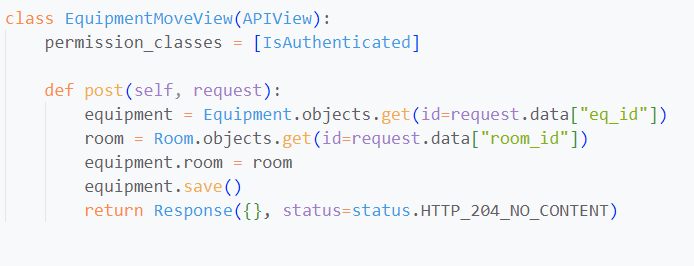 class EquipmentMoveView(APIView):
    permission_classes = [IsAuthenticated]

    def post(self, request):
        equipment = Equipment.objects.get(id=request.data["eq_id"])
        room = Room.objects.get(id=request.data["room_id"])
        equipment.room = room
        equipment.save()
        return Response({}, status=status.HTTP_204_NO_CONTENT)